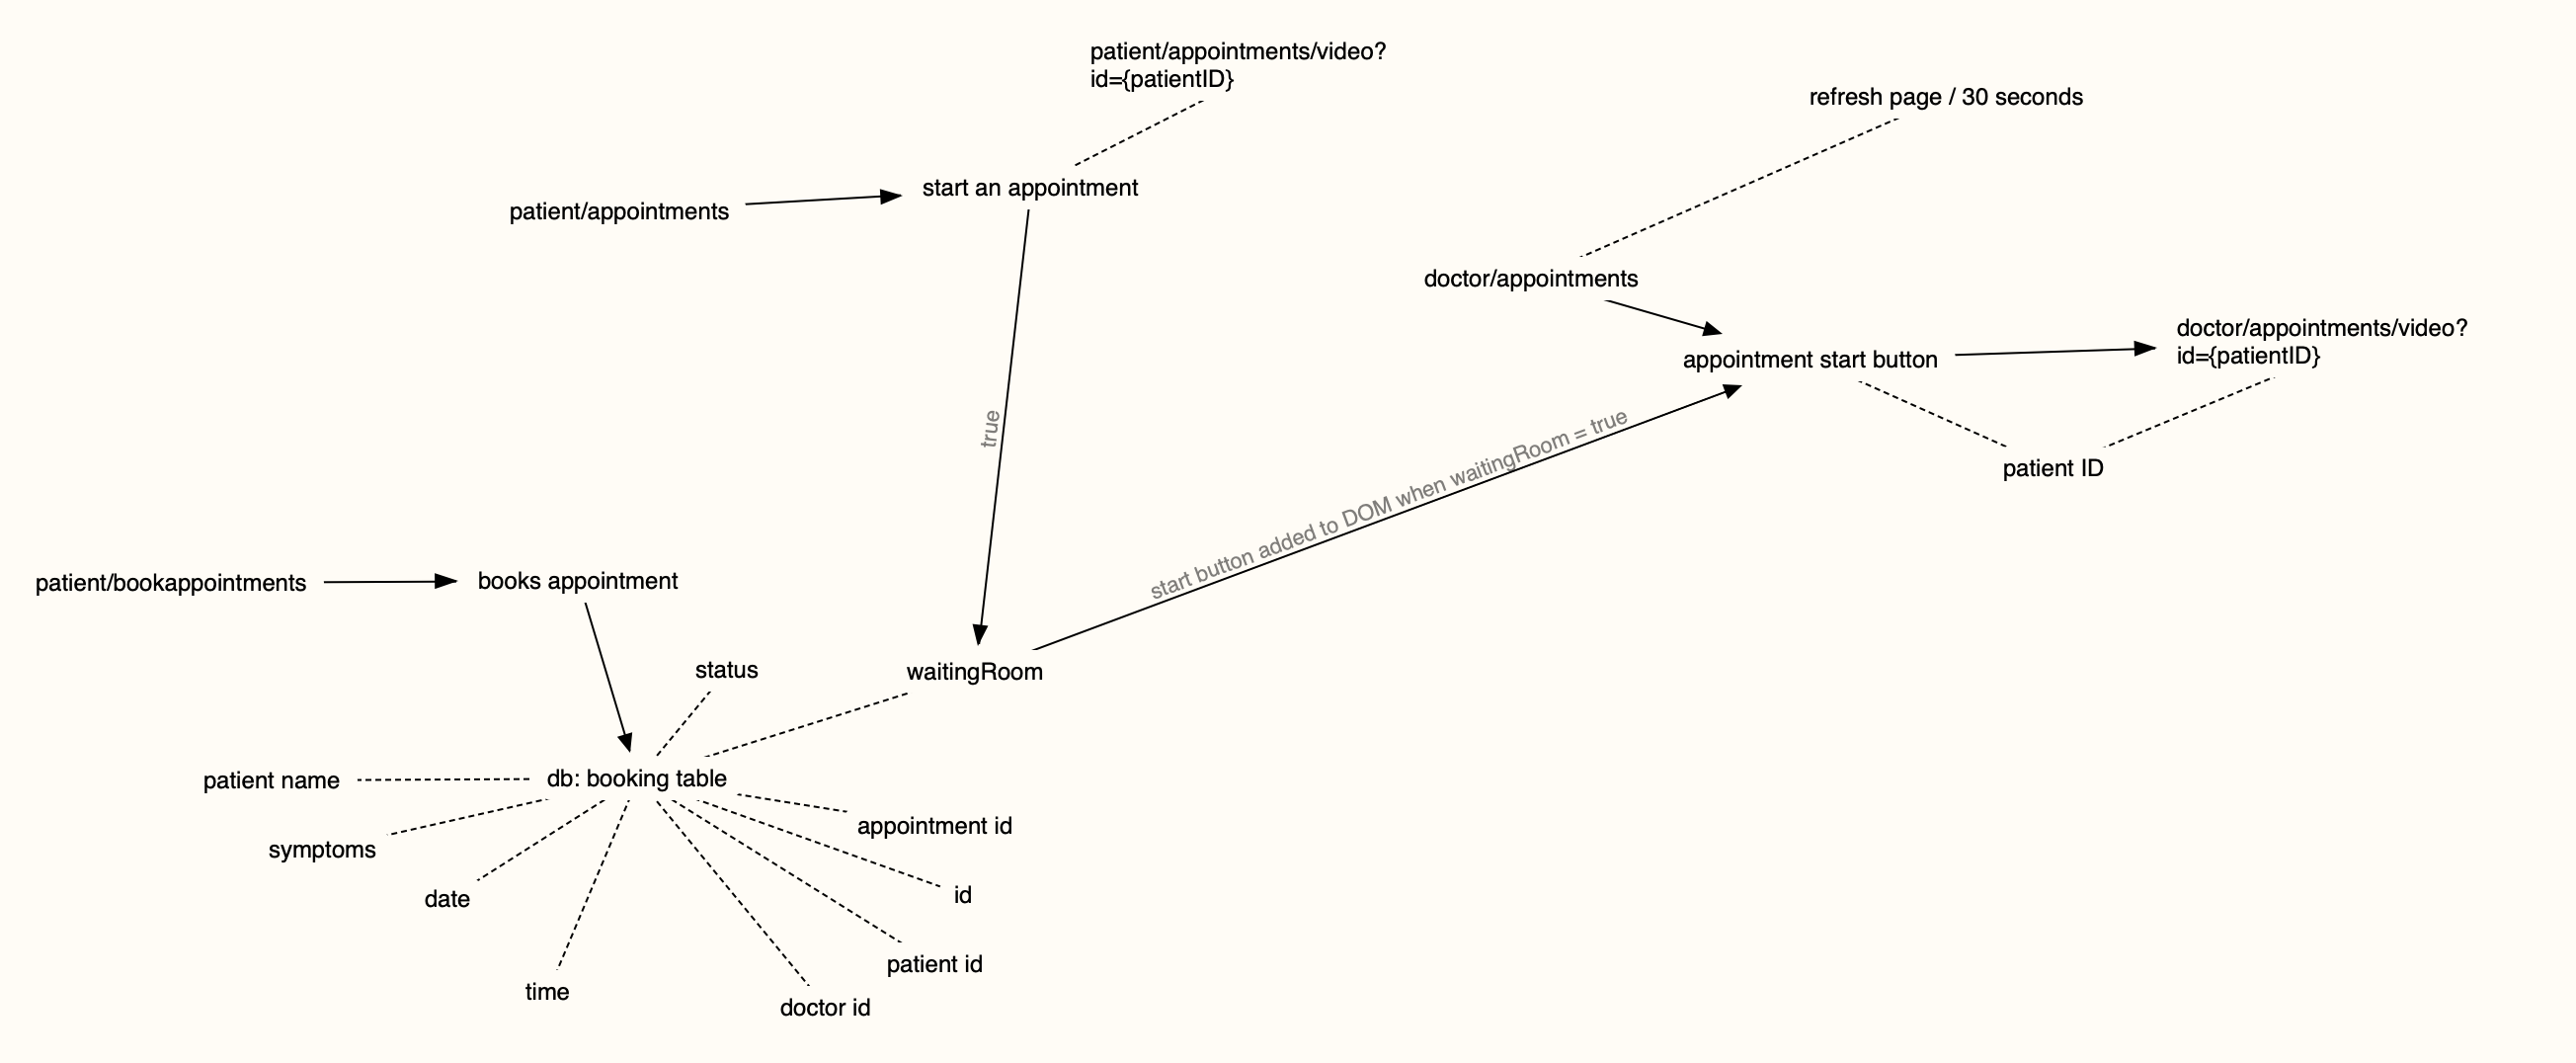 patient/appointments/video?
id={patientID}
refresh page / 30 seconds
start an appointment
patient/appointments
doctor/appointments
doctor/appointments/video?
id={patientID}
appointment start button
true
start button added to DOM when waitingRoom = true
patient ID
patient/bookappointments
books appointment
status
waitingRoom
patient name
db: booking table
appointment id
symptoms
id
date
patient id
time
doctor id